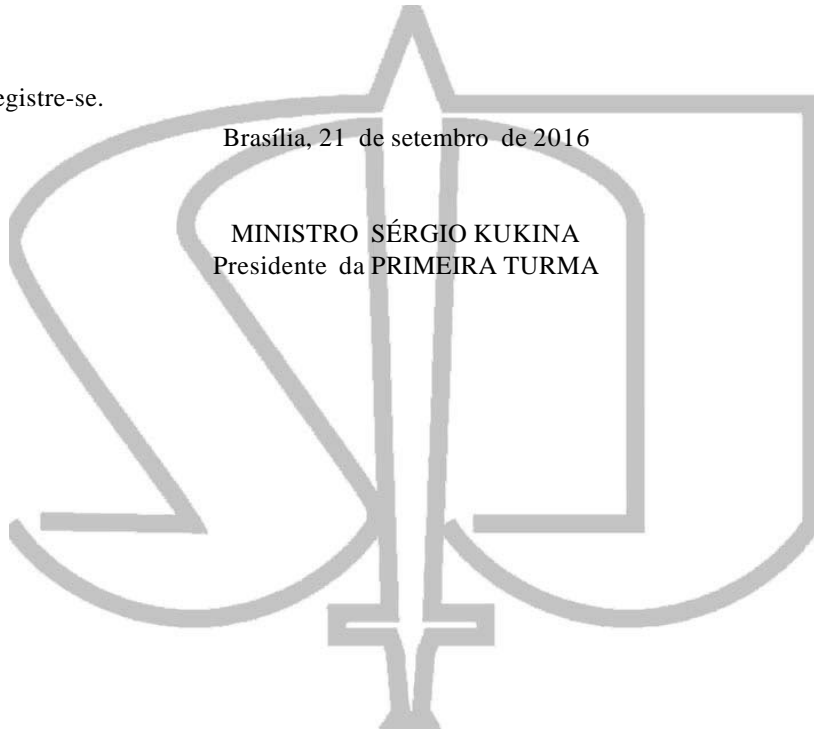 egistre-se.
Brasília, 21 de setembro de 2016
MINISTRO SÉRGIO KUKINA
Presidente da PRIMEIRA TURMA